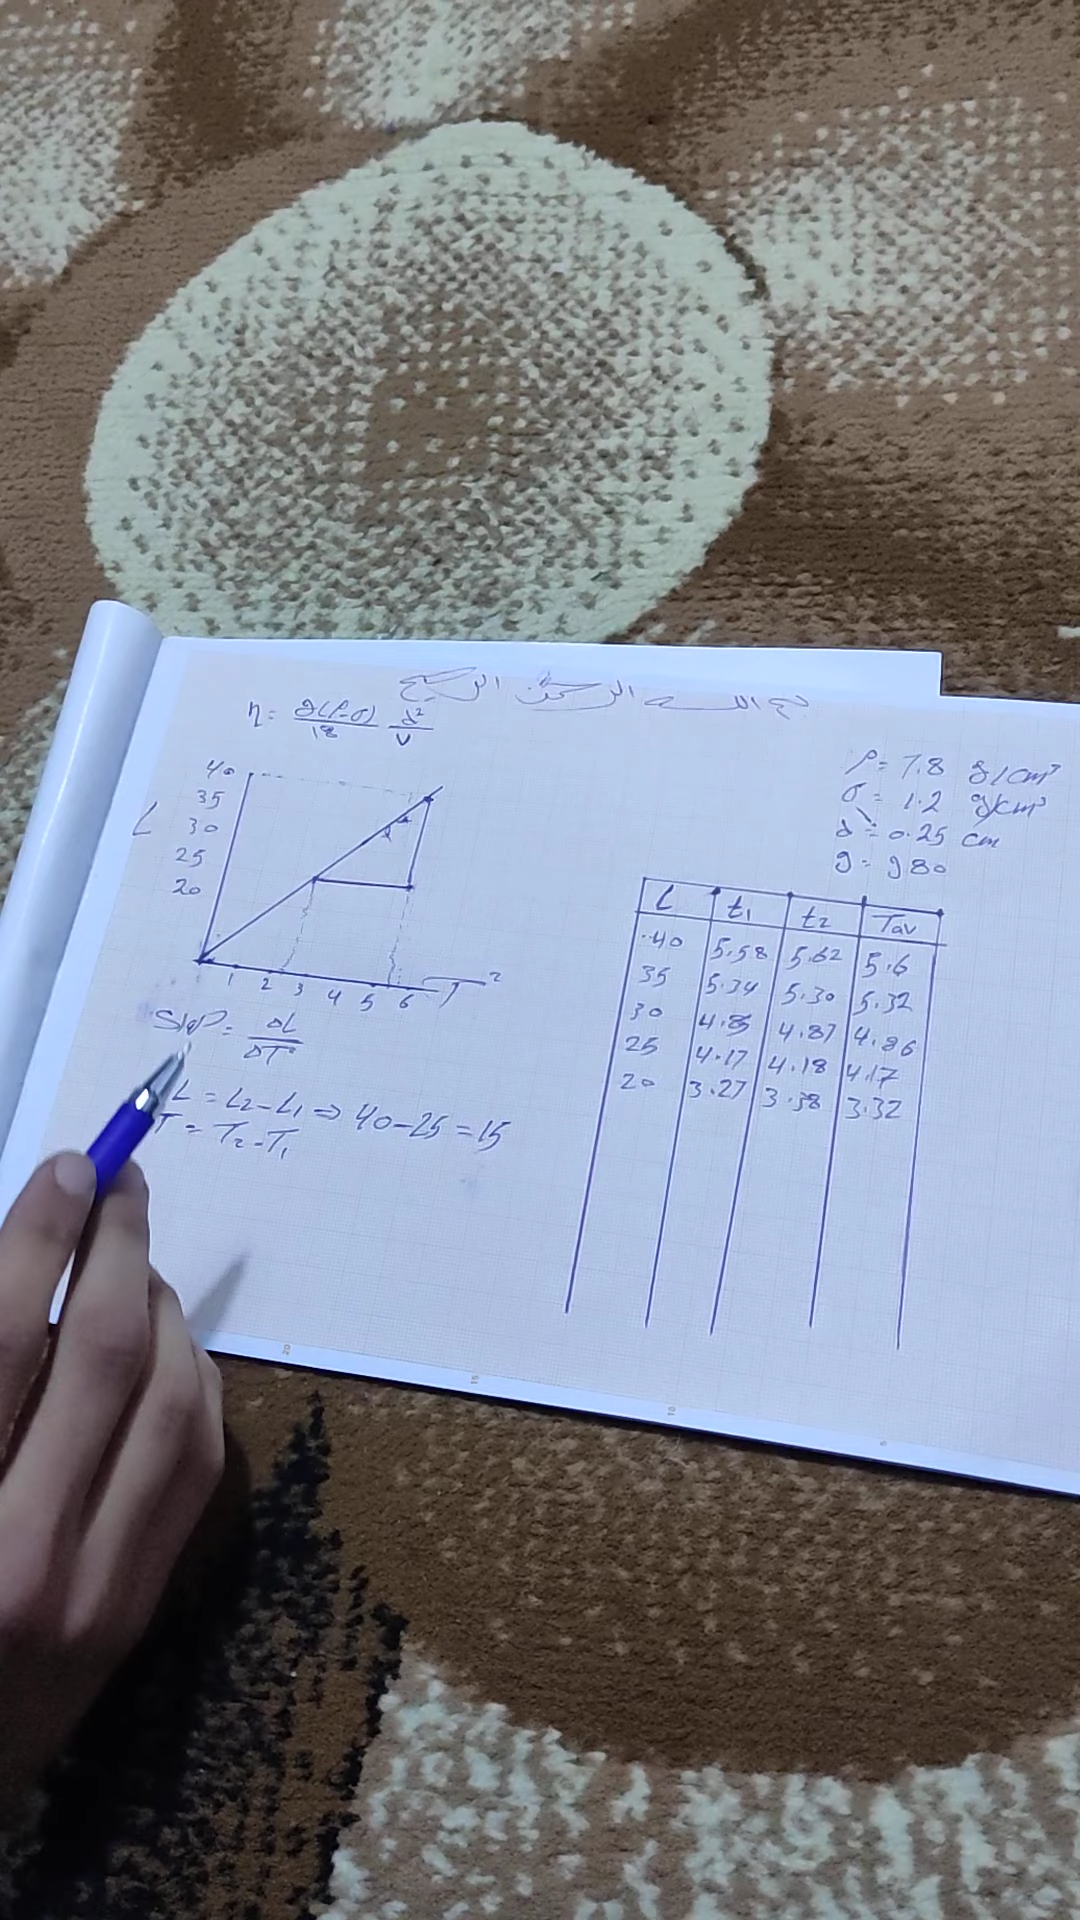 بسم الله الرحمن الرحيم
η = g(ρ-σ)/18 d²/v
ρ = 7.8 g/cm³
σ = 1.2 g/cm³
d = 0.25 cm
g = 980
40
35
L 30
25
20
1 2 3 4 5 6
L t₁ t₂ Tav
40 5.58 5.62 5.6
35 5.34 5.30 5.32
30 4.85 4.87 4.86
25 4.17 4.18 4.17
20 3.27 3.38 3.32
= ΔL/ΔT
L = L₂-L₁ ⇒ 40-25 = 15
T = T₂-T₁
20 15 10